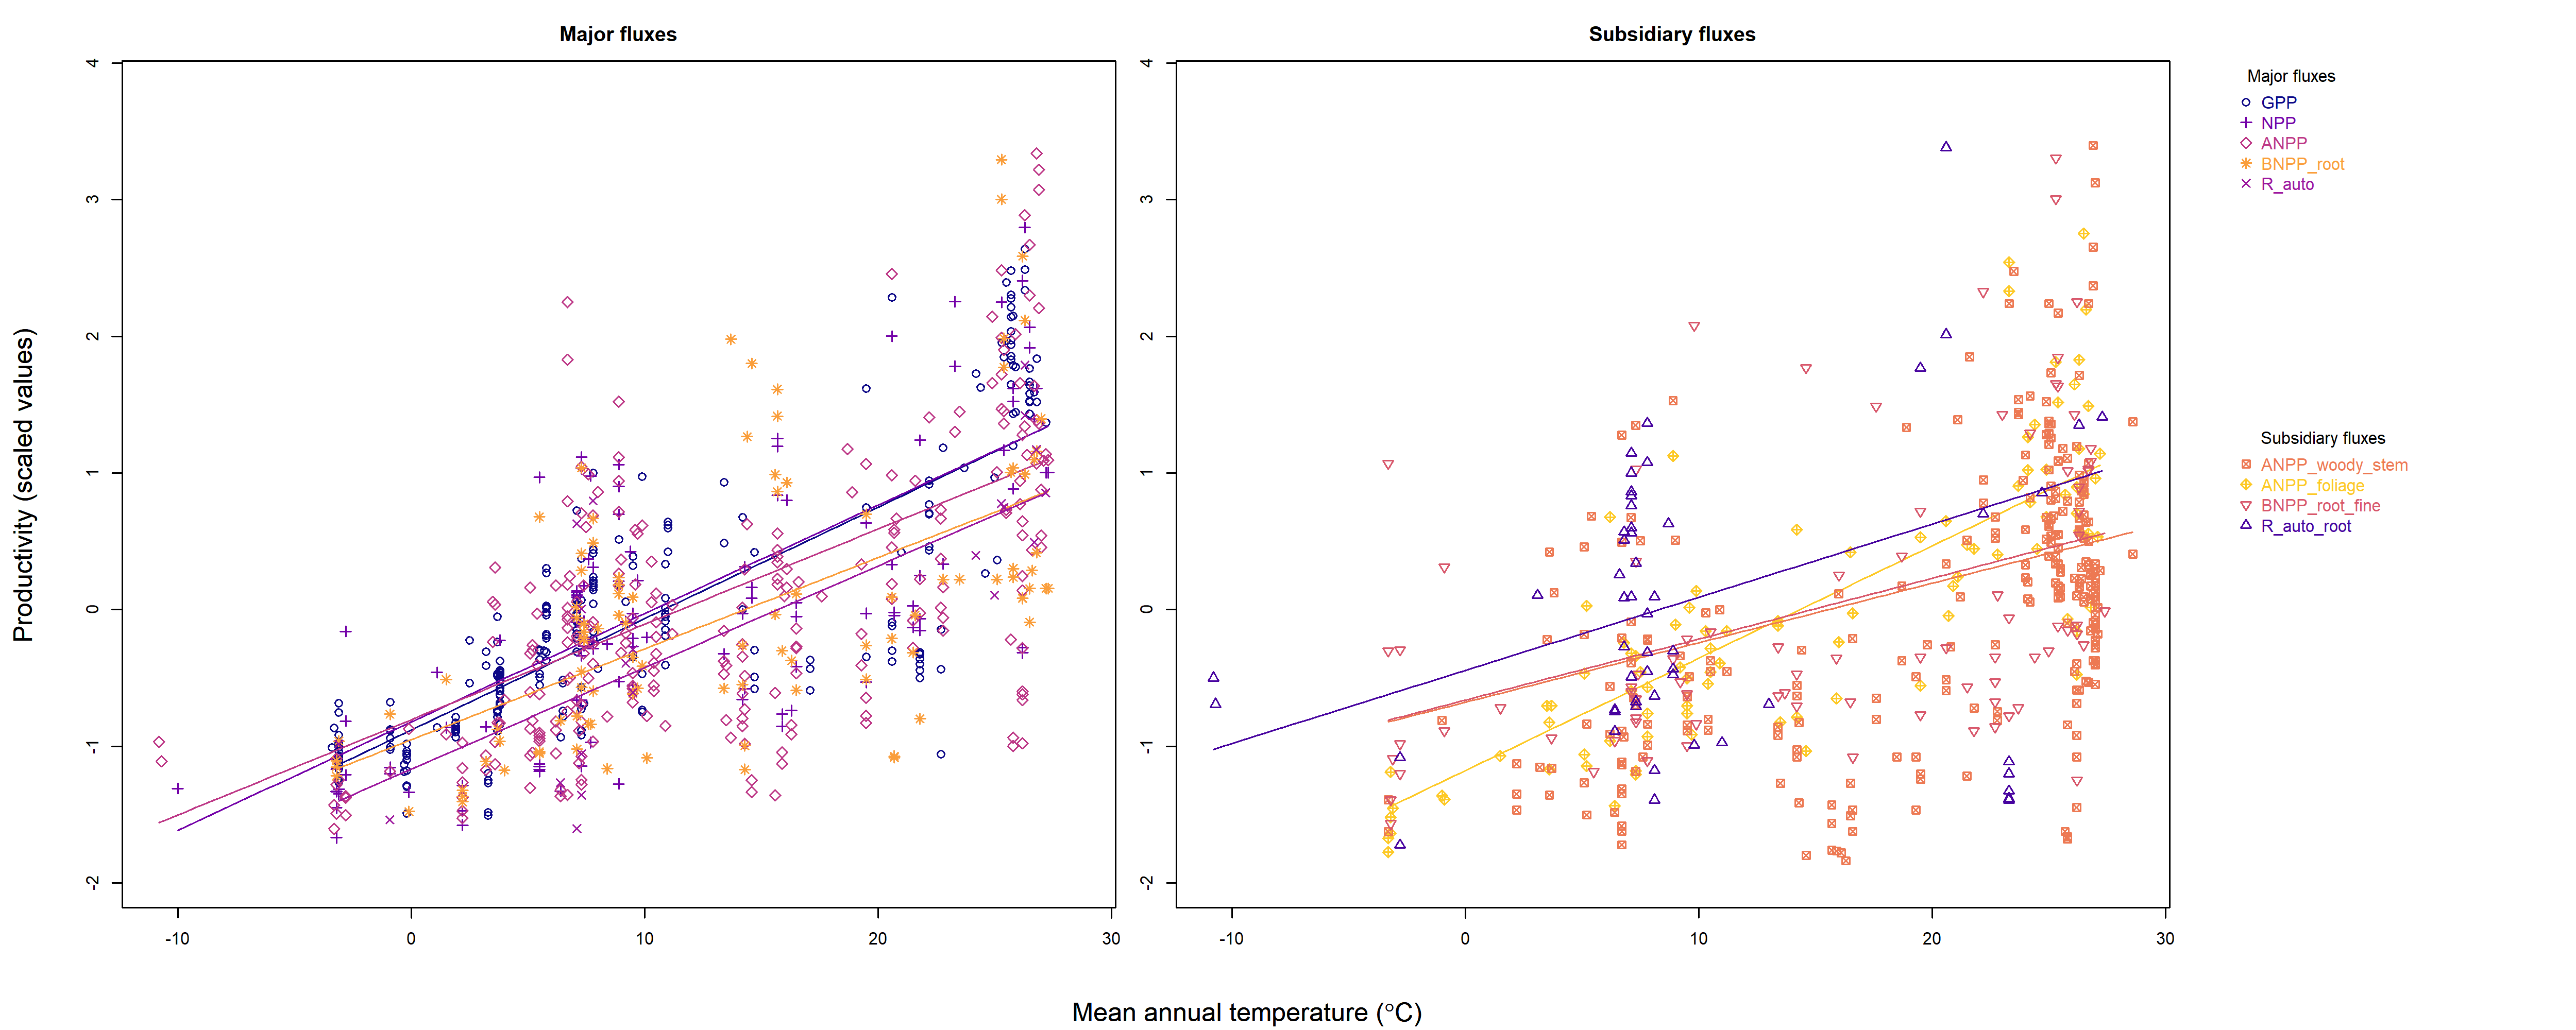 Major fluxes
Subsidiary fluxes
Productivity (scaled values)
4
3
2
1
0
-1
-2
-10
0
10
20
30
4
3
2
1
0
-1
-2
-10
0
10
20
30
Mean annual temperature (°C)
Major fluxes
GPP
NPP
ANPP
BNPP_root
R_auto
Subsidiary fluxes
ANPP_woody_stem
ANPP_foliage
BNPP_root_fine
R_auto_root